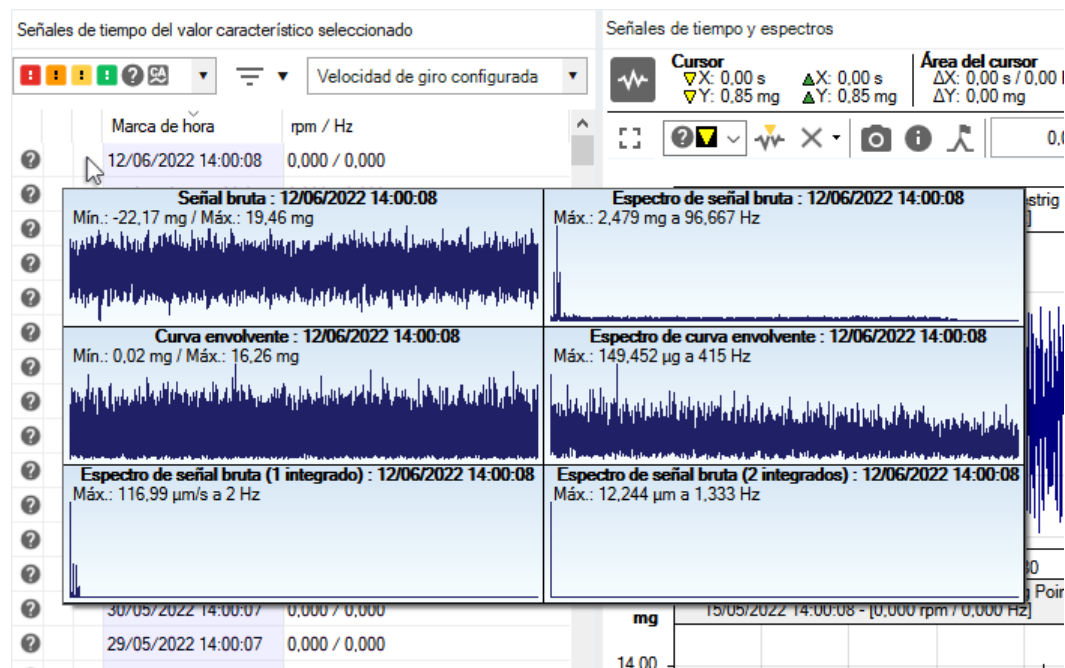 Señales de tiempo del valor característico seleccionado
Velocidad de giro configurada
Marca de hora
rpm / Hz
12/06/2022 14:00:08
0,000 / 0,000
Señal bruta : 12/06/2022 14:00:08
Mín.: -22,17 mg / Máx.: 19,46 mg
Espectro de señal bruta : 12/06/2022 14:00:08
Máx.: 2,479 mg a 96,667 Hz
Curva envolvente : 12/06/2022 14:00:08
Mín.: 0,02 mg / Máx.: 16,26 mg
Espectro de curva envolvente : 12/06/2022 14:00:08
Máx.: 149,452 µg a 415 Hz
Espectro de señal bruta (1 integrado) : 12/06/2022 14:00:08
Máx.: 116,99 µm/s a 2 Hz
Espectro de señal bruta (2 integrados) : 12/06/2022 14:00:08
Máx.: 12,244 µm a 1,333 Hz
30/05/2022 14:00:07
0,000 / 0,000
29/05/2022 14:00:07
0,000 / 0,000
Señales de tiempo y espectros
Cursor
X: 0,00 s
X: 0,00 s
Y: 0,85 mg
Y: 0,85 mg
Área del cursor
ΔX: 0,00 s / 0,00
ΔY: 0,00 mg
0,
estrig
]
80
g Poin
15/05/2022 14:00:08 - [0,000 rpm / 0,000 Hz]
mg
14,00